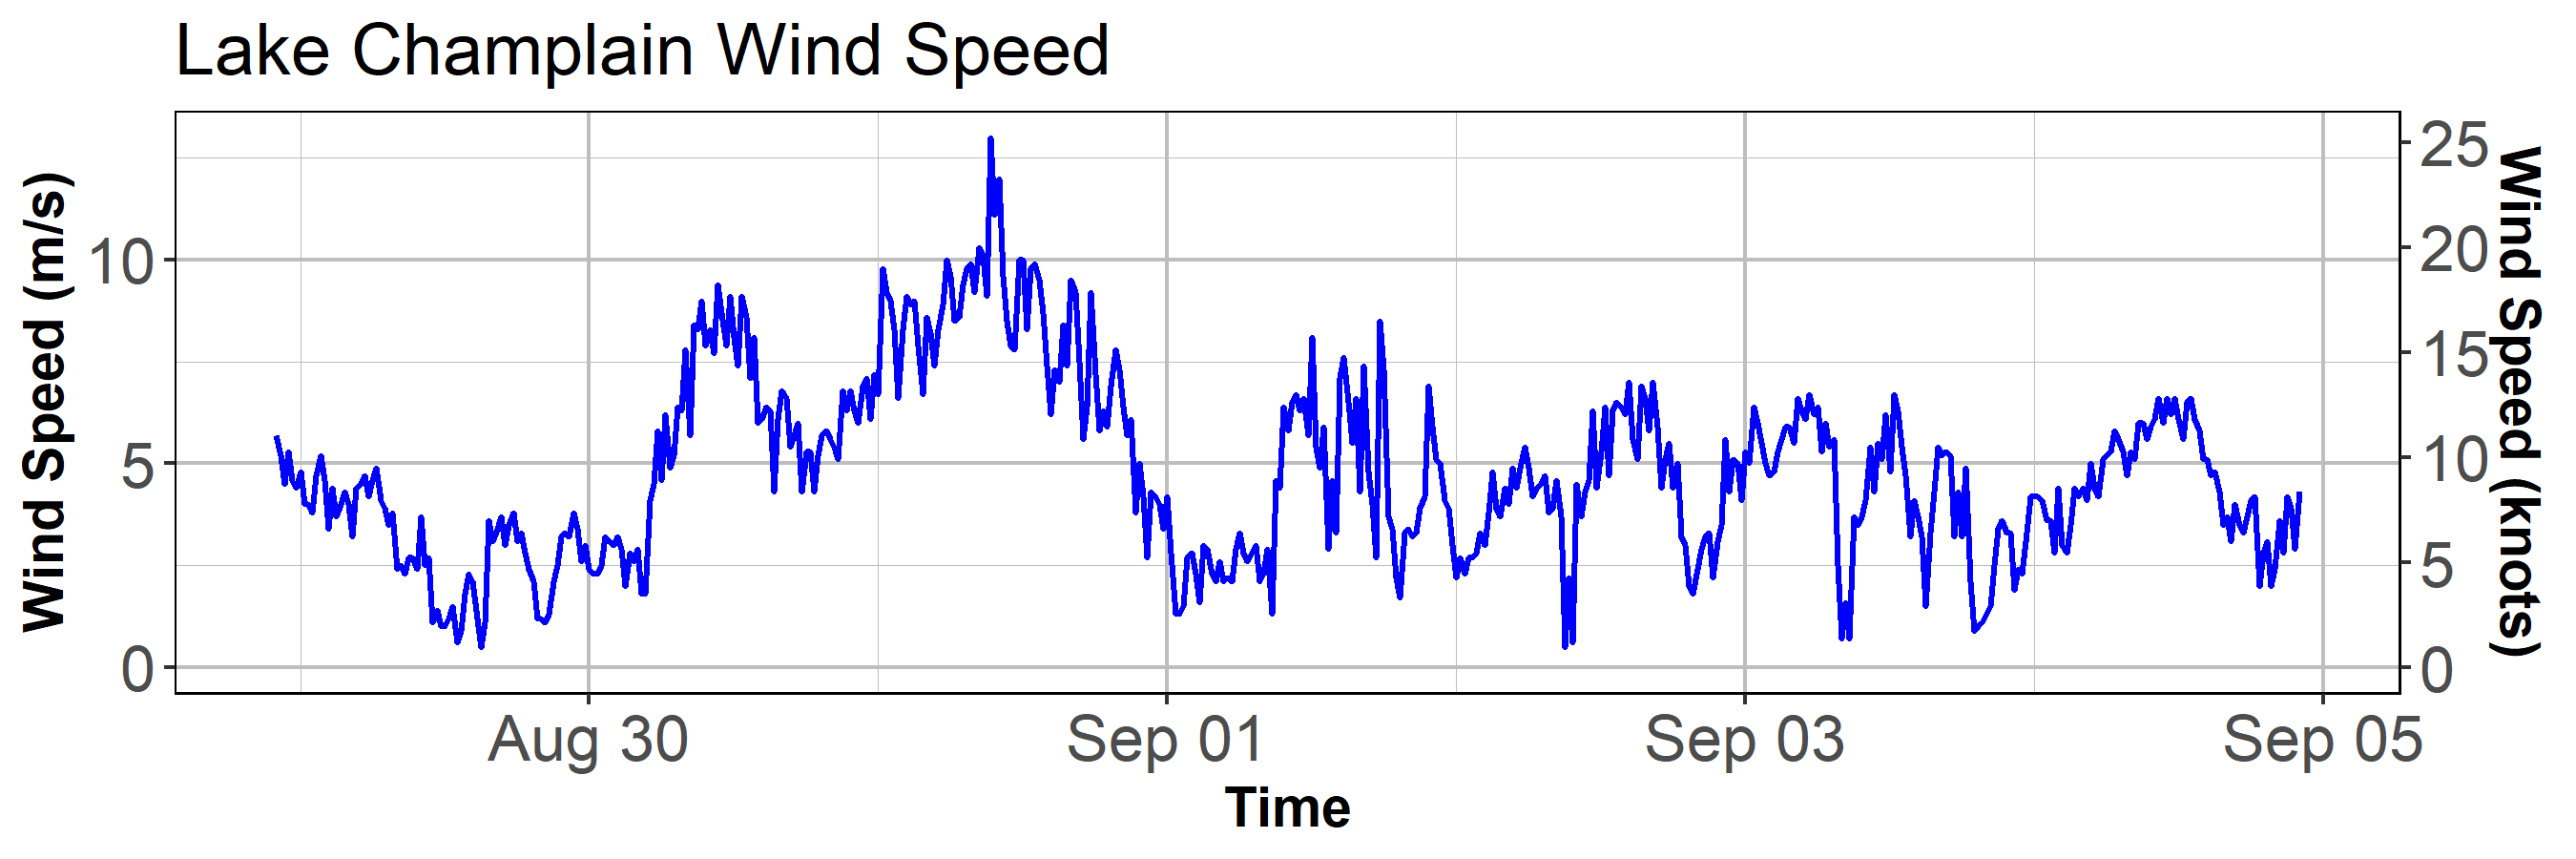 Lake Champlain Wind Speed
Wind Speed (m/s)
10
5
0
25
20
15
10
5
0
Wind Speed (knots)
Aug 30
Sep 01
Sep 03
Sep 05
Time